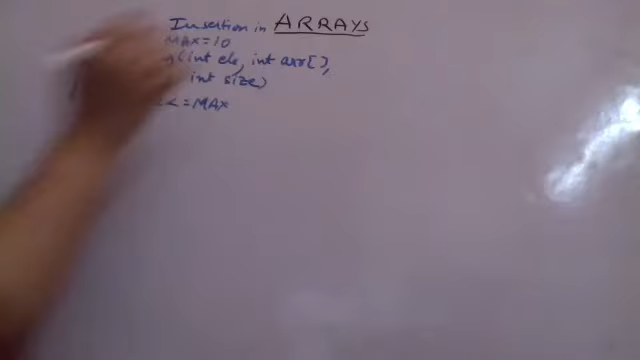 Insertion in ARRAYS
MAX=10
(int ele, int arr[],
int size)
<=MAX